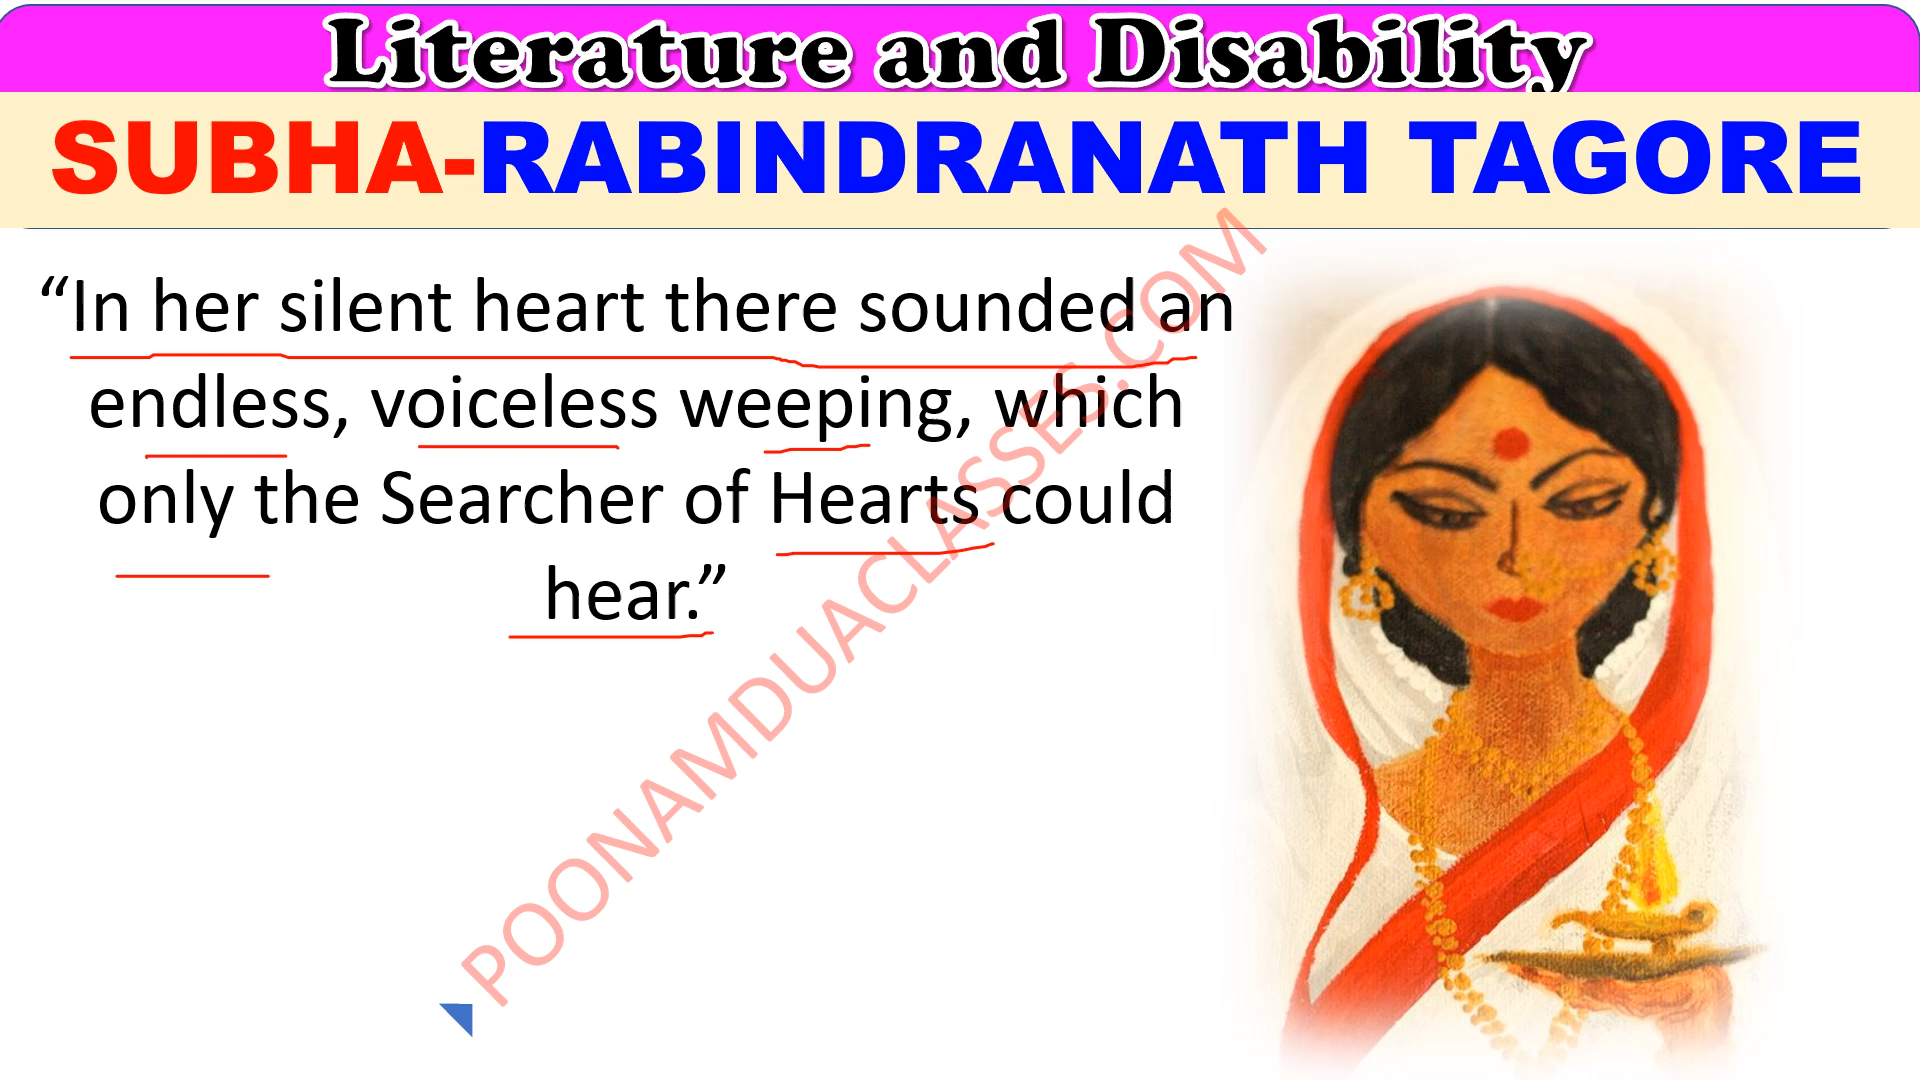 Literature and Disability
SUBHA-RABINDRANATH TAGORE
“In her silent heart there sounded an
endless, voiceless weeping, which
only the Searcher of Hearts could
hear.”
POONAMDUACLASSES.COM